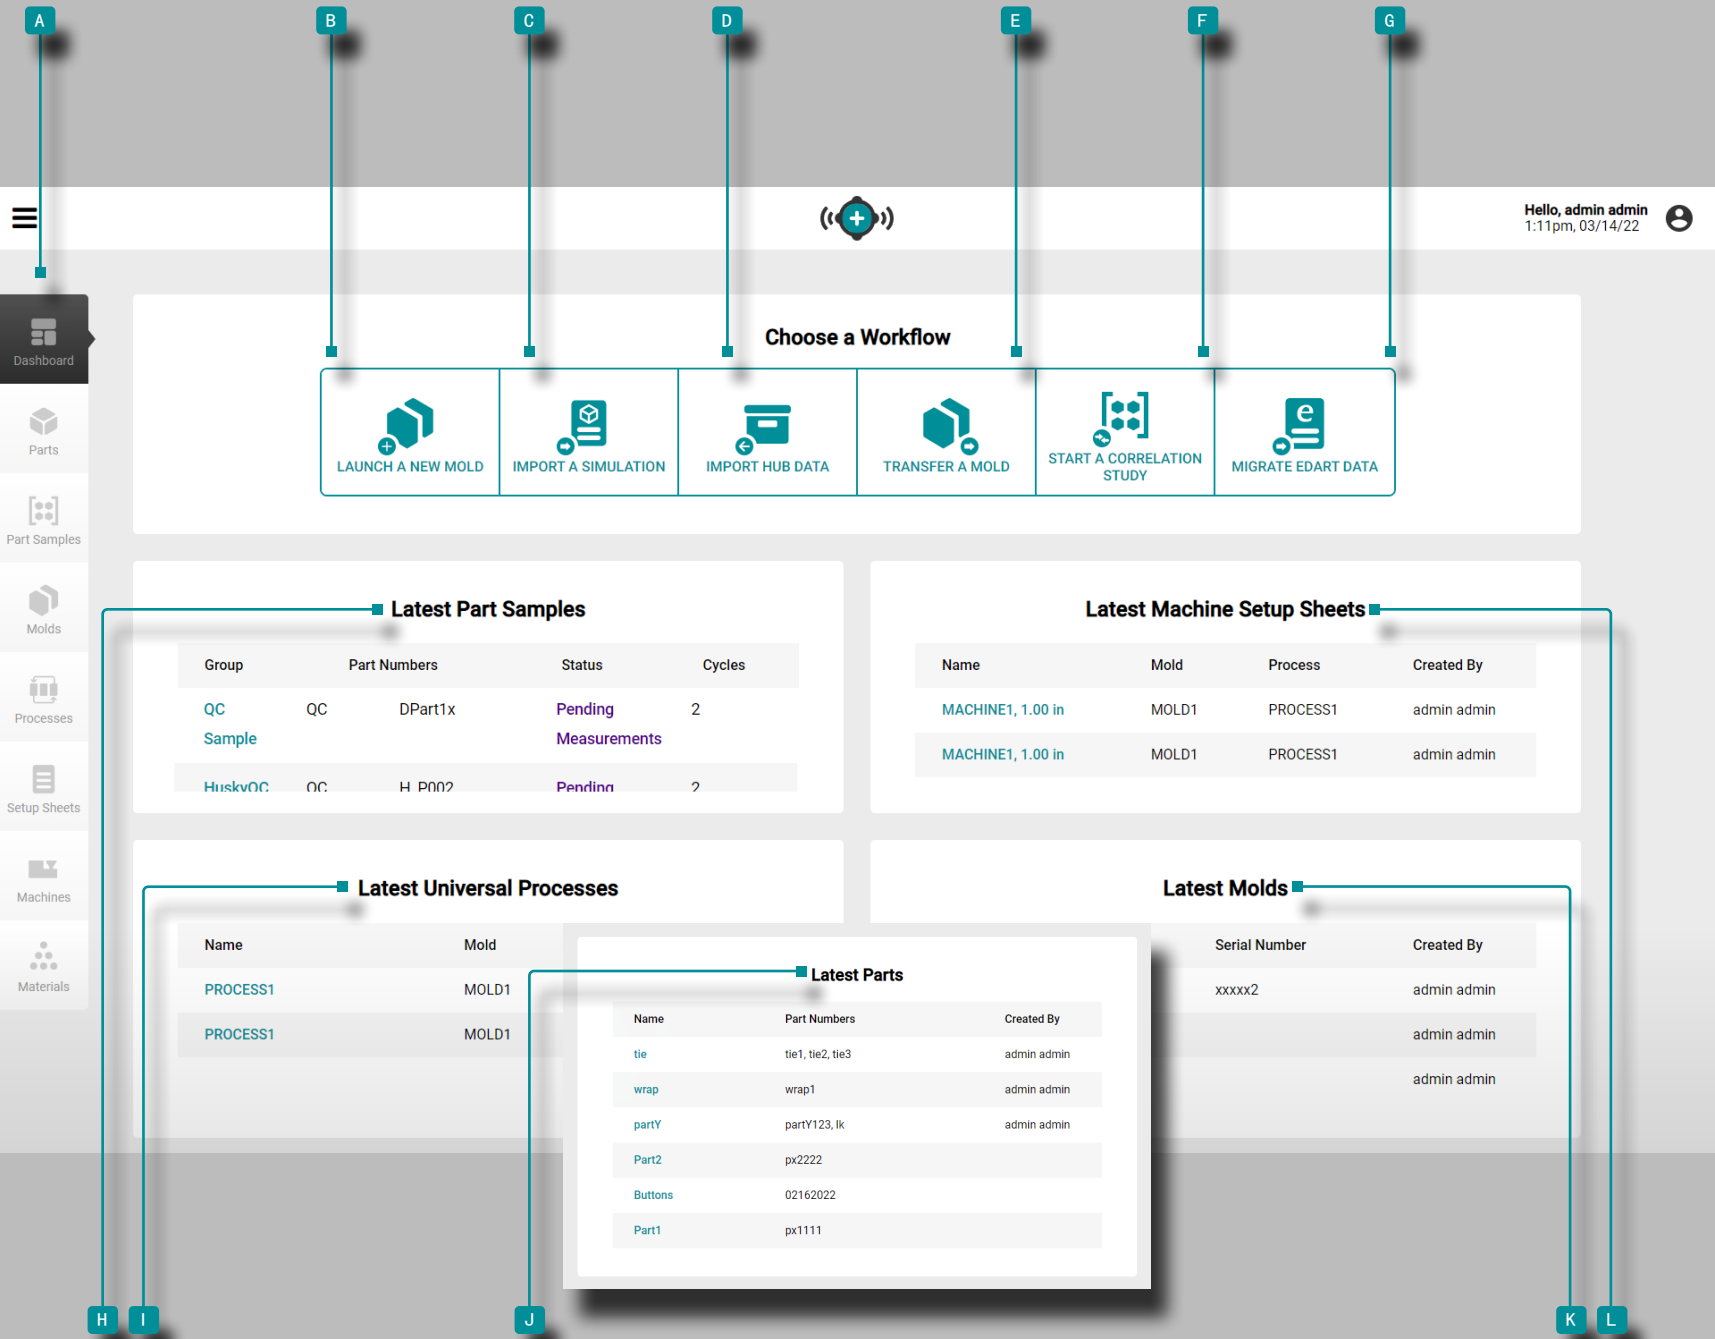 A B C D E F G
Hello, admin admin
1:11pm, 03/14/22
Dashboard
Parts
Part Samples
Molds
Processes
Setup Sheets
Machines
Materials
Choose a Workflow
LAUNCH A NEW MOLD
IMPORT A SIMULATION
IMPORT HUB DATA
TRANSFER A MOLD
START A CORRELATION
STUDY
e
MIGRATE EDART DATA
Latest Part Samples
Group Part Numbers Status Cycles
QC QC DPart1x Pending 2
Sample Measurements
HuskyQC QC H_P002 Pending 2
Latest Machine Setup Sheets
Name Mold Process Created By
MACHINE1, 1.00 in MOLD1 PROCESS1 admin admin
MACHINE1, 1.00 in MOLD1 PROCESS1 admin admin
Latest Universal Processes
Name Mold
PROCESS1 MOLD1
PROCESS1 MOLD1
Latest Molds
Serial Number Created By
xxxxx2 admin admin
admin admin
admin admin
Latest Parts
Name Part Numbers Created By
tie tie1, tie2, tie3 admin admin
wrap wrap1 admin admin
partY partY123, lk admin admin
Part2 px2222
Buttons 02162022
Part1 px1111
H I J K L